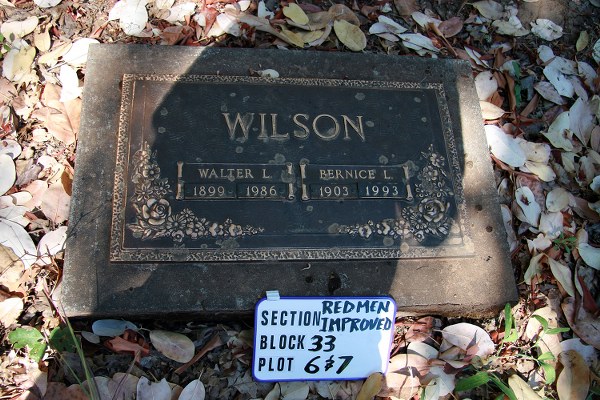 WILSON
WALTER L. BERNICE L.
1899 - 1986 1903 1993
SECTION REDMEN IMPROVED
BLOCK 33
PLOT 6&7